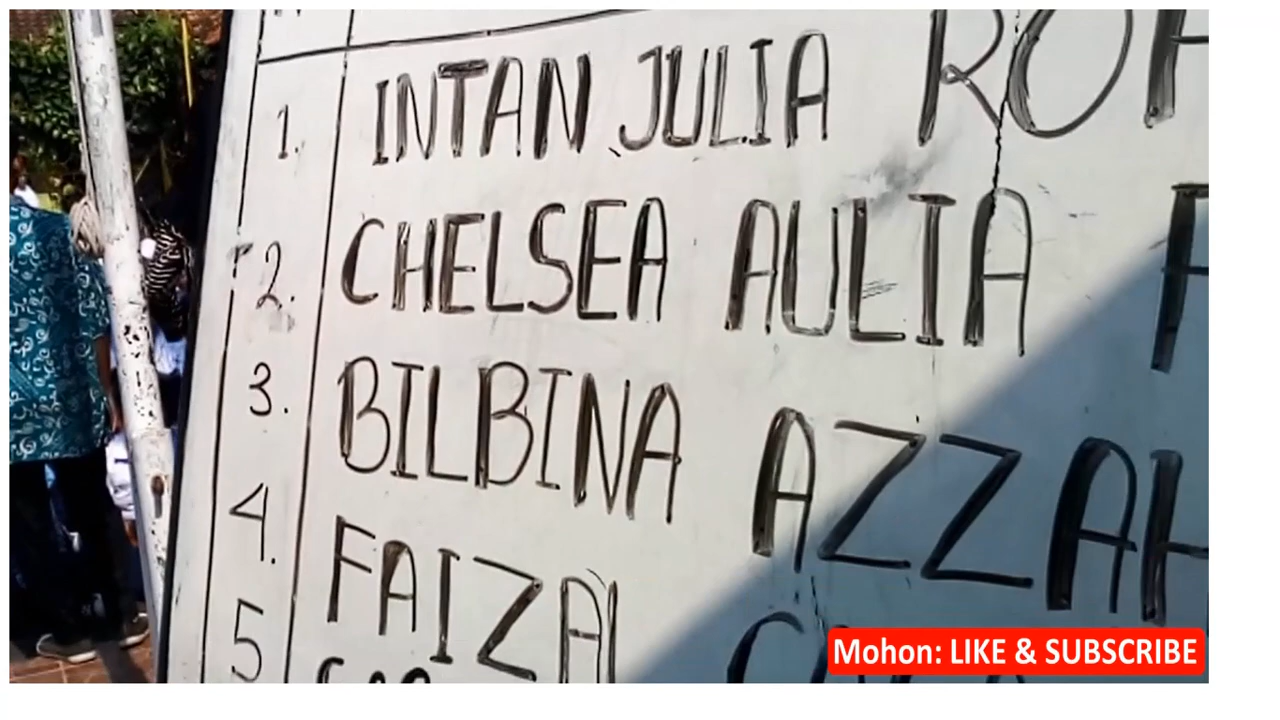 1. INTAN JULIA
2. CHELSEA AULIA
3. BILBINA
4. FAIZA
5
Mohon: LIKE & SUBSCRIBE